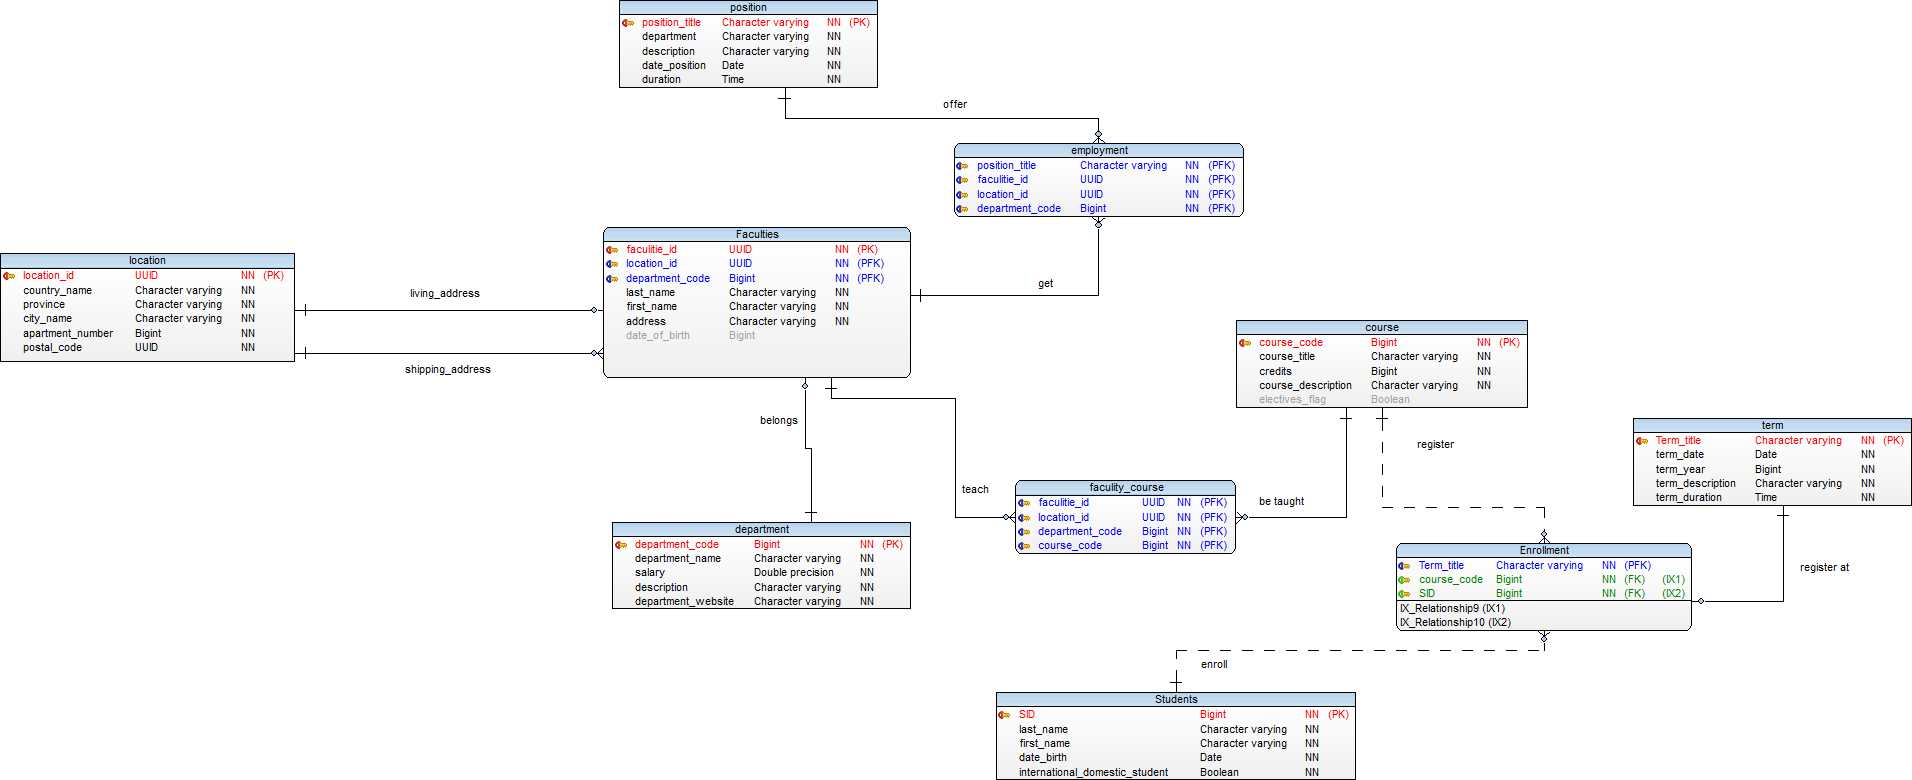 position
position_title Character varying NN (PK)
department Character varying NN
description Character varying NN
date_position Date NN
duration Time NN
offer
employment
position_title Character varying NN (PFK)
facultie_id UUID NN (PFK)
location_id UUID NN (PFK)
department_code Bigint NN (PFK)
get
Faculties
facultie_id UUID NN (PK)
location_id UUID NN (PFK)
department_code Bigint NN (PFK)
last_name Character varying NN
first_name Character varying NN
address Character varying NN
date_of_birth Bigint
location
location_id UUID NN (PK)
country_name Character varying NN
province Character varying NN
city_name Character varying NN
apartment_number Bigint NN
postal_code UUID NN
living_address
shipping_address
belongs
teach
department
department_code Bigint NN (PK)
department_name Character varying NN
salary Double precision NN
description Character varying NN
department_website Character varying NN
faculity_course
facultie_id UUID NN (PFK)
location_id UUID NN (PFK)
department_code Bigint NN (PFK)
course_code Bigint NN (PFK)
be taught
course
course_code Bigint NN (PK)
course_title Character varying NN
credits Bigint NN
course_description Character varying NN
electives_flag Boolean
register
term
Term_title Character varying NN (PK)
term_date Date NN
term_year Bigint NN
term_description Character varying NN
term_duration Time NN
register at
Enrollment
Term_title Character varying NN (PFK)
course_code Bigint NN (FK) (IX1)
SID Bigint NN (FK) (IX2)
IX_Relationship9 (IX1)
IX_Relationship10 (IX2)
enroll
Students
SID Bigint NN (PK)
last_name Character varying NN
first_name Character varying NN
date_birth Date NN
international_domestic_student Boolean NN